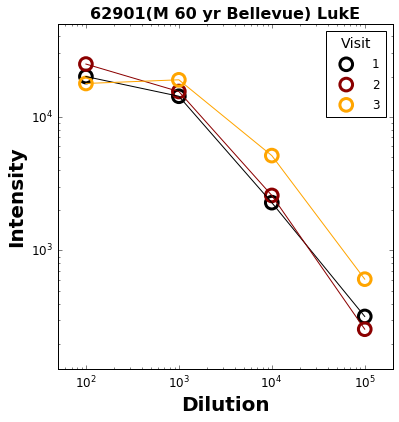 62901(M 60 yr Bellevue) LukE
Visit
1
2
3
Intensity
10⁴
10³
10² 10³ 10⁴ 10⁵
Dilution